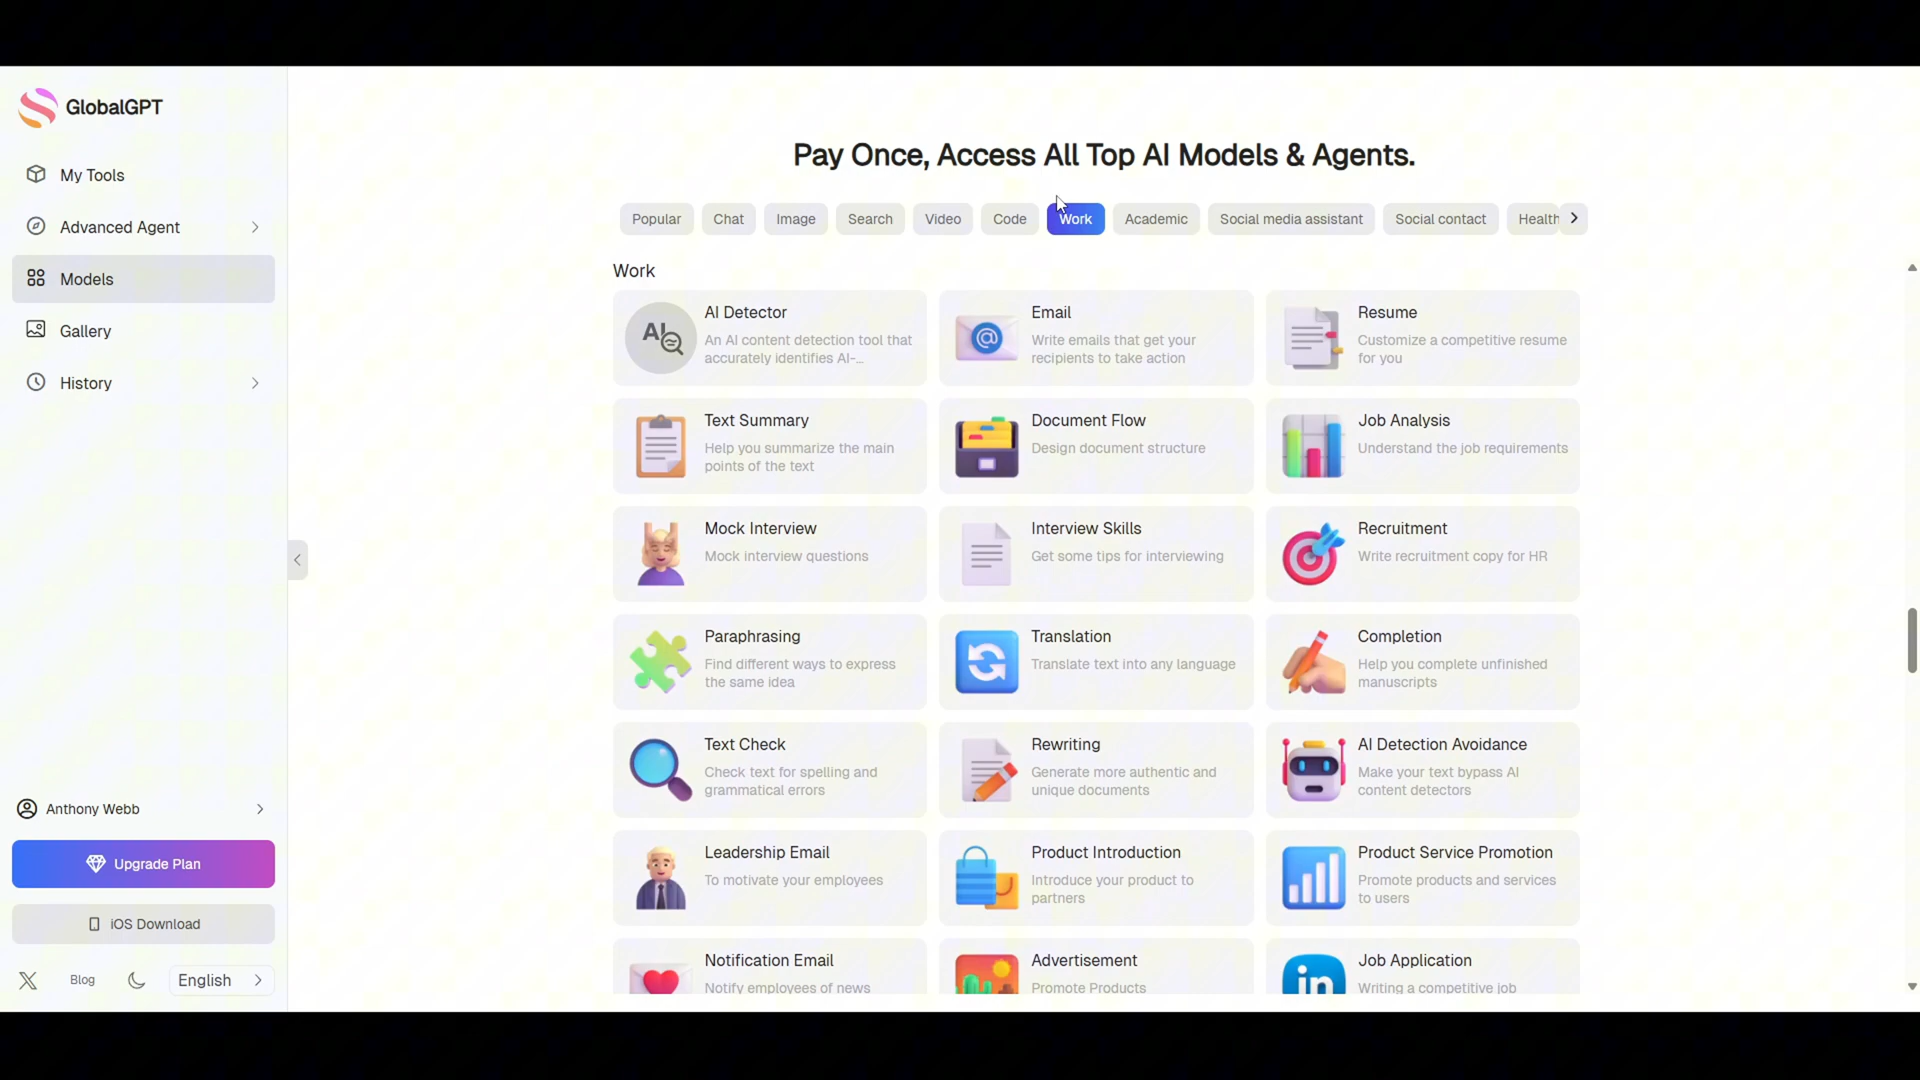 GlobalGPT
My Tools
Advanced Agent
Models
Gallery
History
Anthony Webb
Upgrade Plan
iOS Download
Blog
English
Pay Once, Access All Top AI Models & Agents.
Popular
Chat
Image
Search
Video
Code
Work
Academic
Social media assistant
Social contact
Health
Work
AI Detector
An AI content detection tool that
accurately identifies AI-...
Email
Write emails that get your
recipients to take action
Resume
Customize a competitive resume
for you
Text Summary
Help you summarize the main
points of the text
Document Flow
Design document structure
Job Analysis
Understand the job requirements
Mock Interview
Mock interview questions
Interview Skills
Get some tips for interviewing
Recruitment
Write recruitment copy for HR
Paraphrasing
Find different ways to express
the same idea
Translation
Translate text into any language
Completion
Help you complete unfinished
manuscripts
Text Check
Check text for spelling and
grammatical errors
Rewriting
Generate more authentic and
unique documents
AI Detection Avoidance
Make your text bypass AI
content detectors
Leadership Email
To motivate your employees
Product Introduction
Introduce your product to
partners
Product Service Promotion
Promote products and services
to users
Notification Email
Notify employees of news
Advertisement
Promote Products
Job Application
Writing a competitive job
AI
@
in